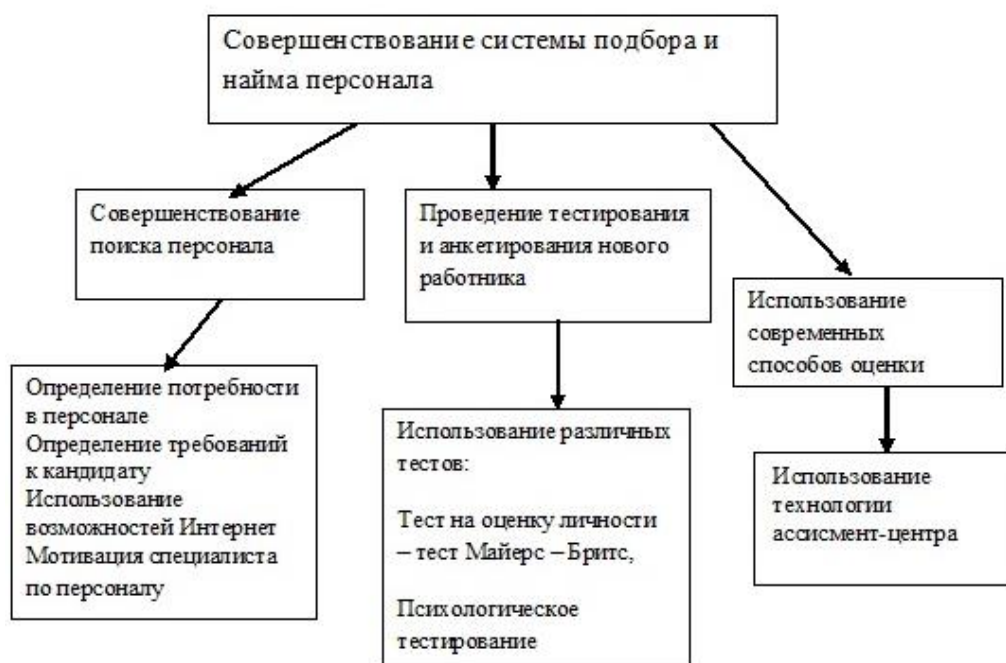 Совершенствование системы подбора и
найма персонала
Совершенствование
поиска персонала
Проведение тестирования
и анкетирования нового
работника
Использование
современных
способов оценки
Определение потребности
в персонале
Определение требований
к кандидату
Использование
возможностей Интернет
Мотивация специалиста
по персоналу
Использование различных
тестов:
Тест на оценку личности
– тест Майерс – Бритс,
Психологическое
тестирование
Использование
технологии
ассисмент-центра